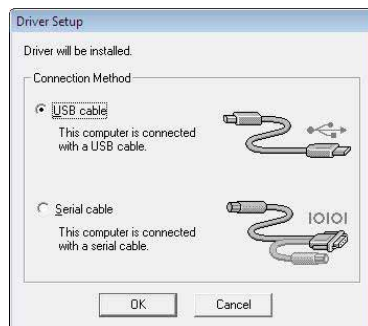 Driver Setup
Driver will be installed.
Connection Method
USB cable
This computer is connected
with a USB cable.
Serial cable
This computer is connected
with a serial cable.
IOIOI
OK
Cancel